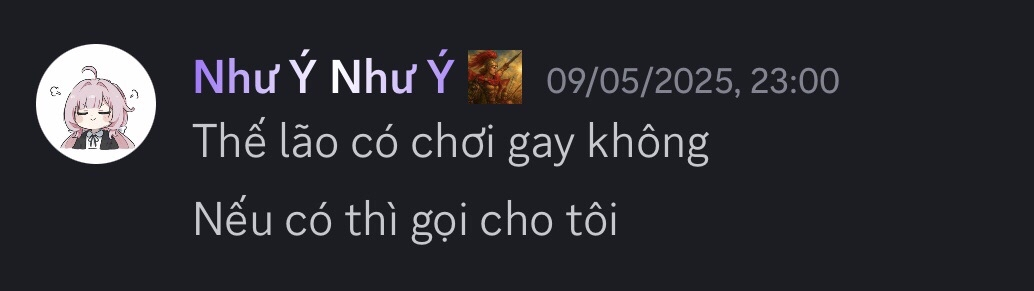 Như Ý Như Ý 09/05/2025, 23:00
Thế lão có chơi gay không
Nếu có thì gọi cho tôi